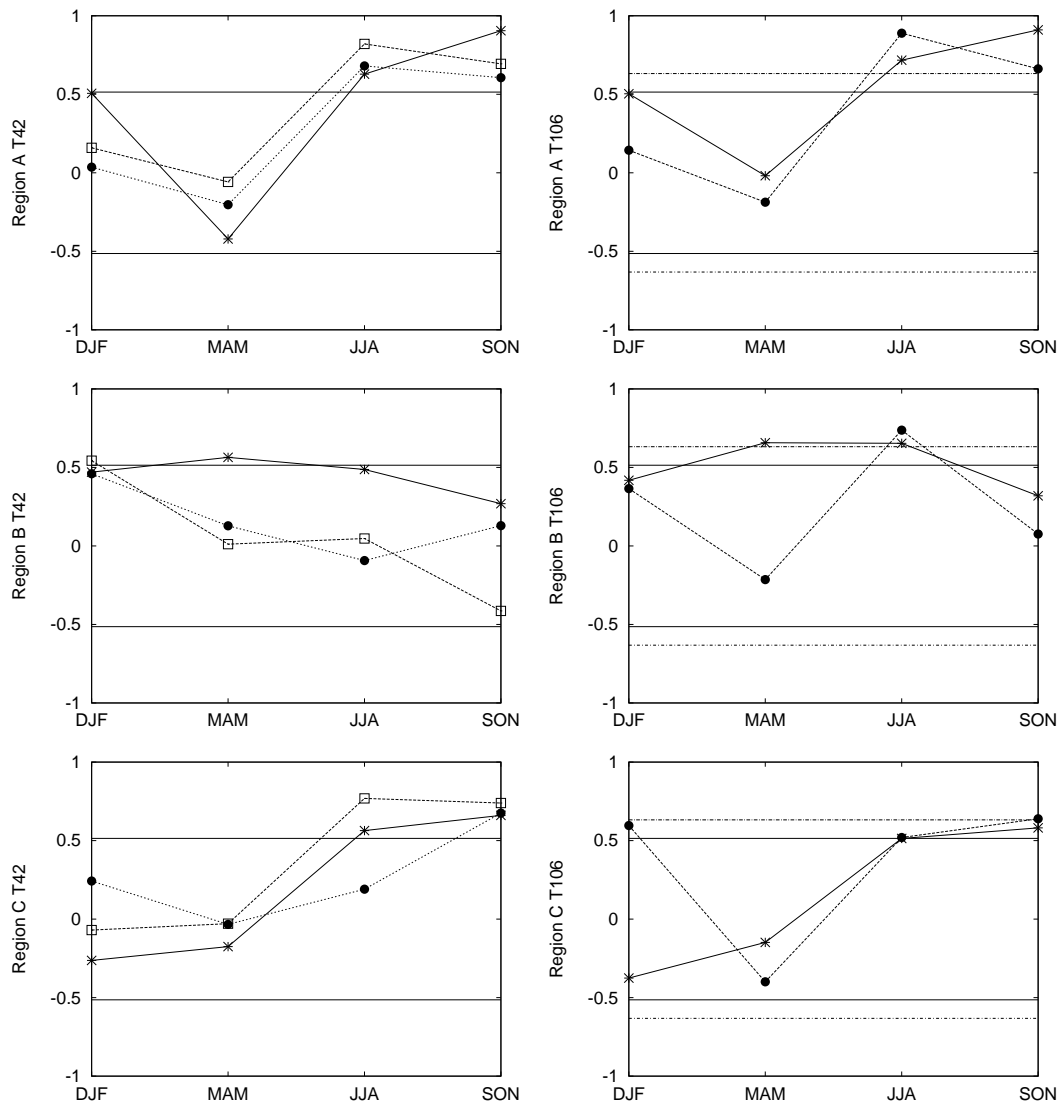 1
0.5
0
-0.5
-1
Region A T42
DJF MAM JJA SON
1
0.5
0
-0.5
-1
Region A T106
DJF MAM JJA SON
1
0.5
0
-0.5
-1
Region B T42
DJF MAM JJA SON
1
0.5
0
-0.5
-1
Region B T106
DJF MAM JJA SON
1
0.5
0
-0.5
-1
Region C T42
DJF MAM JJA SON
1
0.5
0
-0.5
-1
Region C T106
DJF MAM JJA SON